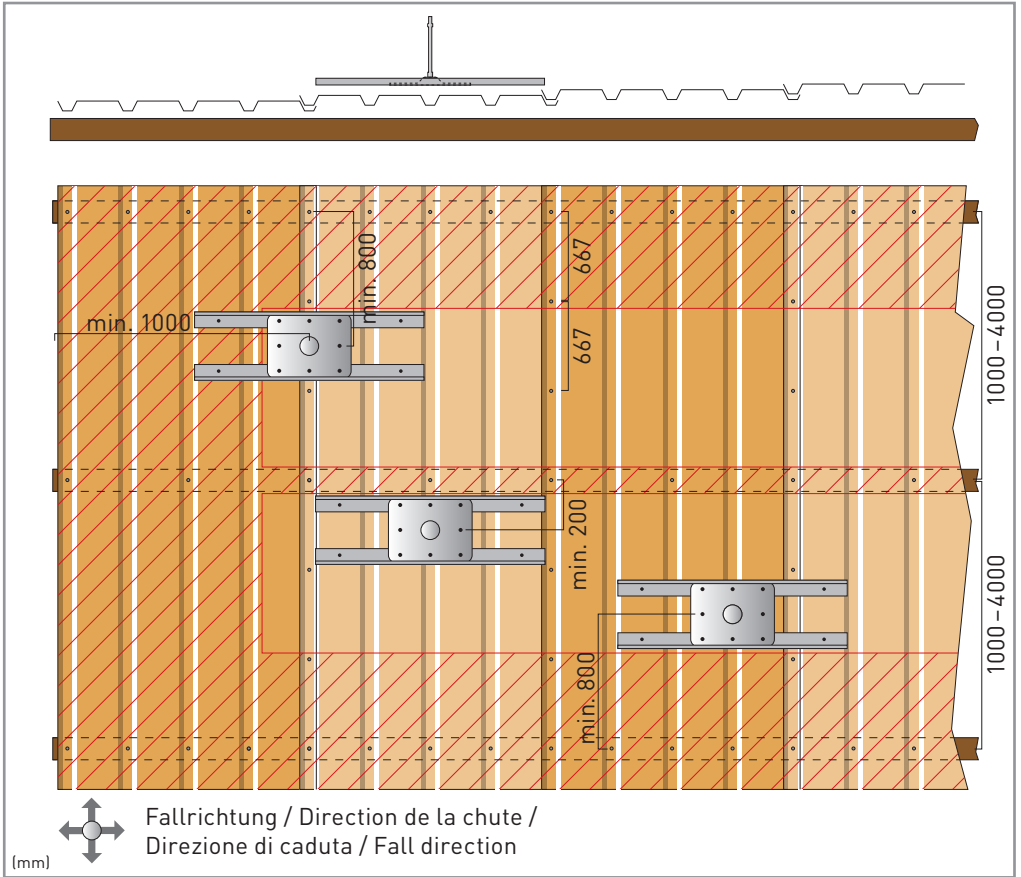 min. 800
667
min. 1000
667
1000 – 4000
min. 200
1000 – 4000
min. 800
Fallrichtung / Direction de la chute /
Direzione di caduta / Fall direction
(mm)